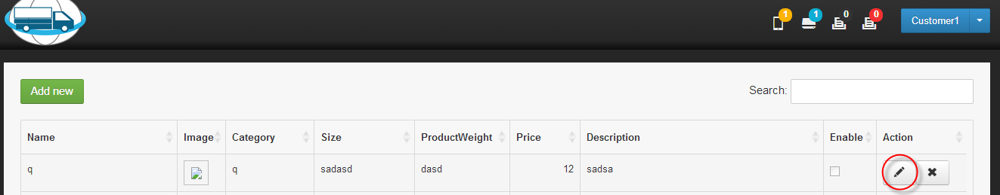 1 1 0 0 Customer1
Add new Search:
Name Image Category Size ProductWeight Price Description Enable Action
q q sadasd dasd 12 sadsa